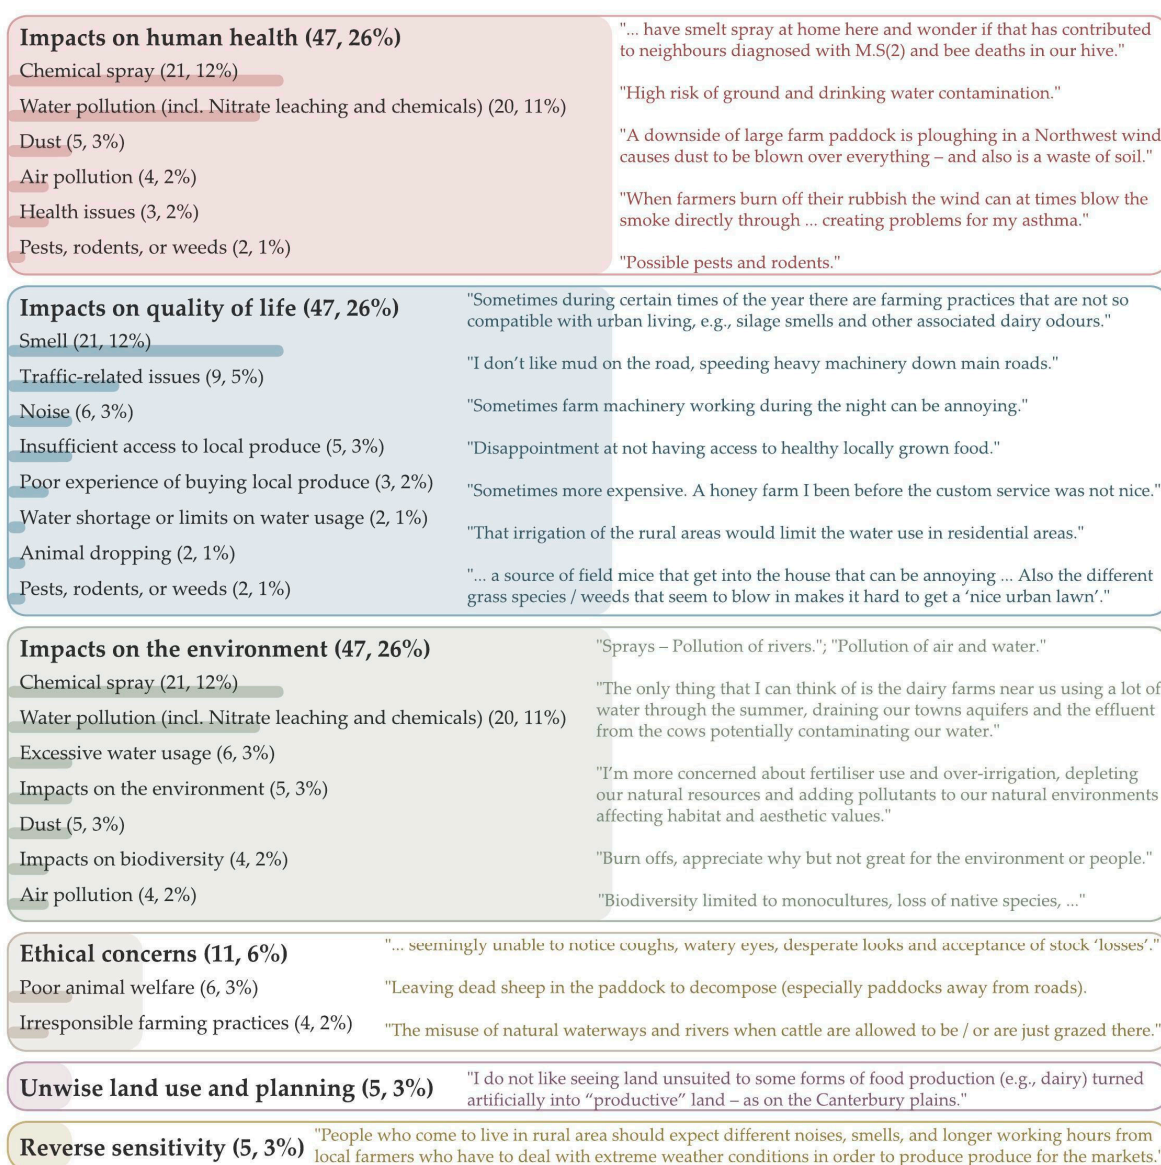 Impacts on human health (47, 26%)
Chemical spray (21, 12%)
Water pollution (incl. Nitrate leaching and chemicals) (20, 11%)
Dust (5, 3%)
Air pollution (4, 2%)
Health issues (3, 2%)
Pests, rodents, or weeds (2, 1%)
"... have smelt spray at home here and wonder if that has contributed
to neighbours diagnosed with M.S(2) and bee deaths in our hive."
"High risk of ground and drinking water contamination."
"A downside of large farm paddock is ploughing in a Northwest wind
causes dust to be blown over everything – and also is a waste of soil."
"When farmers burn off their rubbish the wind can at times blow the
smoke directly through ... creating problems for my asthma."
"Possible pests and rodents."
Impacts on quality of life (47, 26%)
Smell (21, 12%)
Traffic-related issues (9, 5%)
Noise (6, 3%)
Insufficient access to local produce (5, 3%)
Poor experience of buying local produce (3, 2%)
Water shortage or limits on water usage (2, 1%)
Animal dropping (2, 1%)
Pests, rodents, or weeds (2, 1%)
"Sometimes during certain times of the year there are farming practices that are not so
compatible with urban living, e.g., silage smells and other associated dairy odours."
"I don't like mud on the road, speeding heavy machinery down main roads."
"Sometimes farm machinery working during the night can be annoying."
"Disappointment at not having access to healthy locally grown food."
"Sometimes more expensive. A honey farm I been before the custom service was not nice."
"That irrigation of the rural areas would limit the water use in residential areas."
"... a source of field mice that get into the house that can be annoying ... Also the different
grass species / weeds that seem to blow in makes it hard to get a 'nice urban lawn'."
Impacts on the environment (47, 26%)
Chemical spray (21, 12%)
Water pollution (incl. Nitrate leaching and chemicals) (20, 11%)
Excessive water usage (6, 3%)
Impacts on the environment (5, 3%)
Dust (5, 3%)
Impacts on biodiversity (4, 2%)
Air pollution (4, 2%)
"Sprays – Pollution of rivers."; "Pollution of air and water."
"The only thing that I can think of is the dairy farms near us using a lot of
water through the summer, draining our towns aquifers and the effluent
from the cows potentially contaminating our water."
"I'm more concerned about fertiliser use and over-irrigation, depleting
our natural resources and adding pollutants to our natural environments
affecting habitat and aesthetic values."
"Burn offs, appreciate why but not great for the environment or people."
"Biodiversity limited to monocultures, loss of native species, ..."
Ethical concerns (11, 6%)
Poor animal welfare (6, 3%)
Irresponsible farming practices (4, 2%)
"... seemingly unable to notice coughs, watery eyes, desperate looks and acceptance of stock 'losses'."
"Leaving dead sheep in the paddock to decompose (especially paddocks away from roads).
"The misuse of natural waterways and rivers when cattle are allowed to be / or are just grazed there."
Unwise land use and planning (5, 3%)
"I do not like seeing land unsuited to some forms of food production (e.g., dairy) turned
artificially into "productive" land – as on the Canterbury plains."
Reverse sensitivity (5, 3%)
"People who come to live in rural area should expect different noises, smells, and longer working hours from
local farmers who have to deal with extreme weather conditions in order to produce produce for the markets."